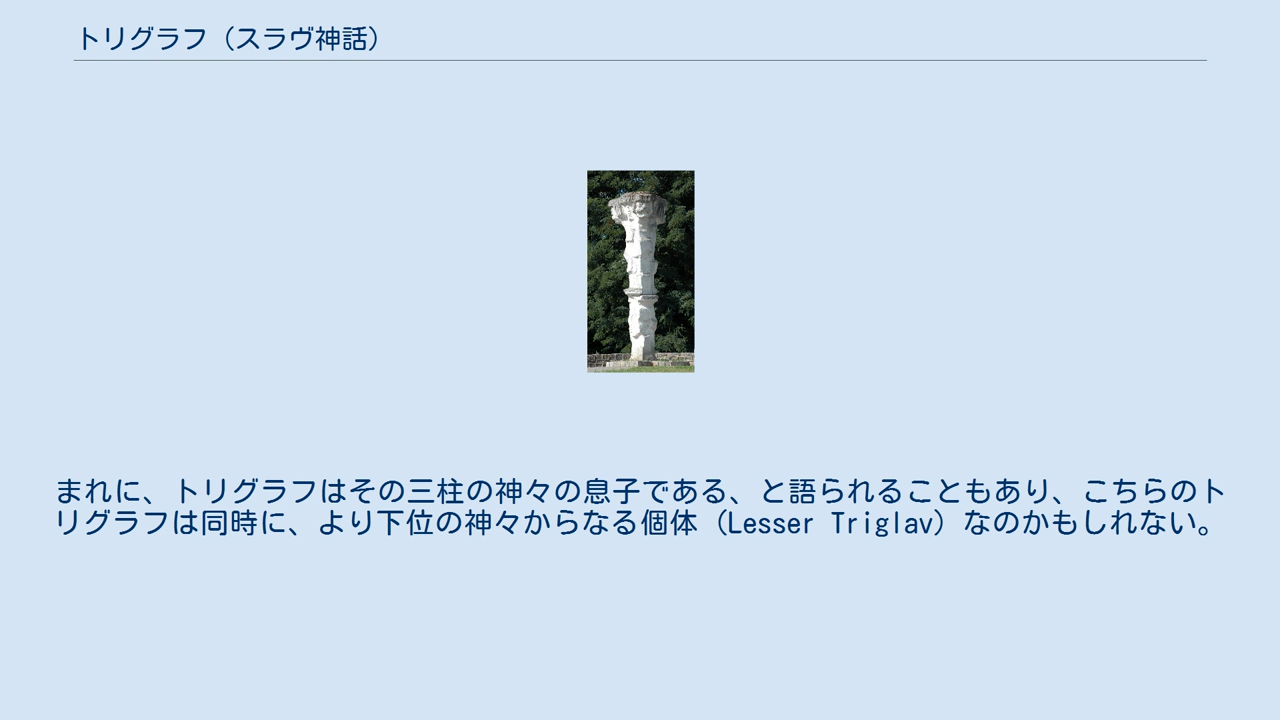 トリグラフ（スラヴ神話）
まれに、トリグラフはその三柱の神々の息子である、と語られることもあり、こちらのト
リグラフは同時に、より下位の神々からなる個体（Lesser Triglav）なのかもしれない。